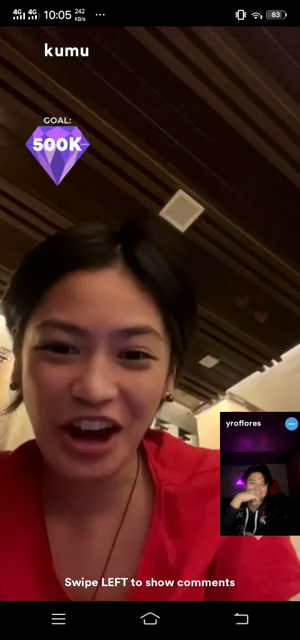 4G 4G 10:05 242 KB/s ... 83
kumu
GOAL:
500K
yroflores
Swipe LEFT to show comments